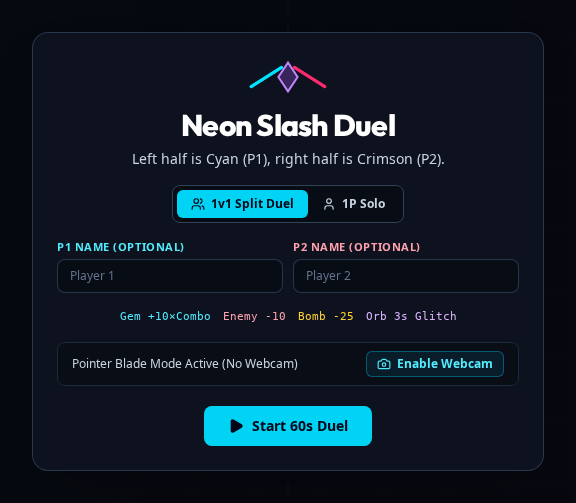 Neon Slash Duel
Left half is Cyan (P1), right half is Crimson (P2).
1v1 Split Duel 1P Solo
P1 NAME (OPTIONAL) P2 NAME (OPTIONAL)
Player 1 Player 2
Gem +10×Combo Enemy -10 Bomb -25 Orb 3s Glitch
Pointer Blade Mode Active (No Webcam) Enable Webcam
Start 60s Duel